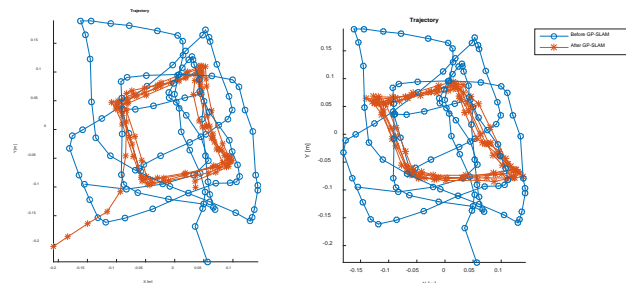 Trajectory
0.15
0.1
0.05
0
-0.05
-0.1
-0.15
-0.2
Y [m]
-0.2 -0.15 -0.1 -0.05 0 0.05 0.1
X [m]
Trajectory
0.15
0.1
0.05
0
-0.05
-0.1
-0.15
-0.2
Y [m]
-0.15 -0.1 -0.05 0 0.05 0.1
Before GP-SLAM
After GP-SLAM